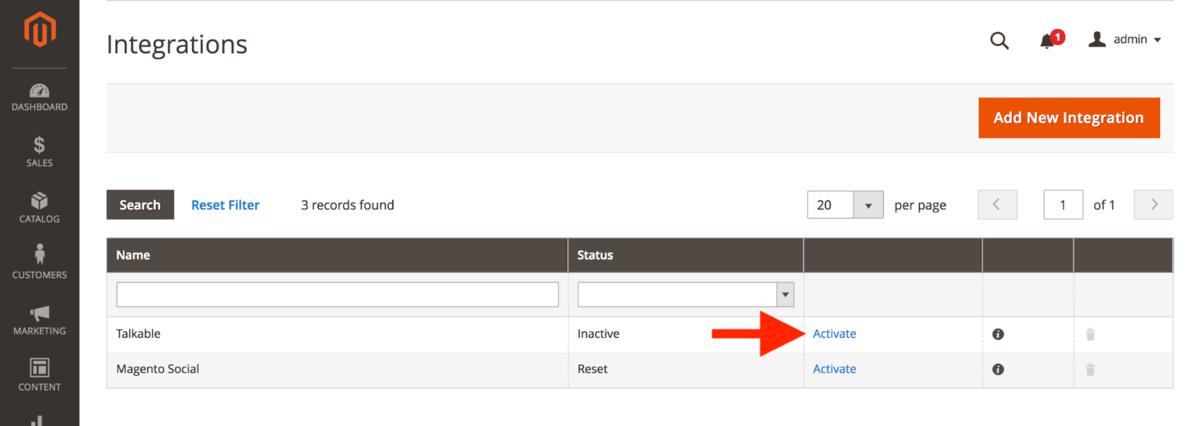 Integrations
1
admin
DASHBOARD
Add New Integration
SALES
Search Reset Filter 3 records found 20 per page 1 of 1
CATALOG
Name Status
CUSTOMERS
MARKETING
Talkable Inactive Activate
Magento Social Reset Activate
CONTENT